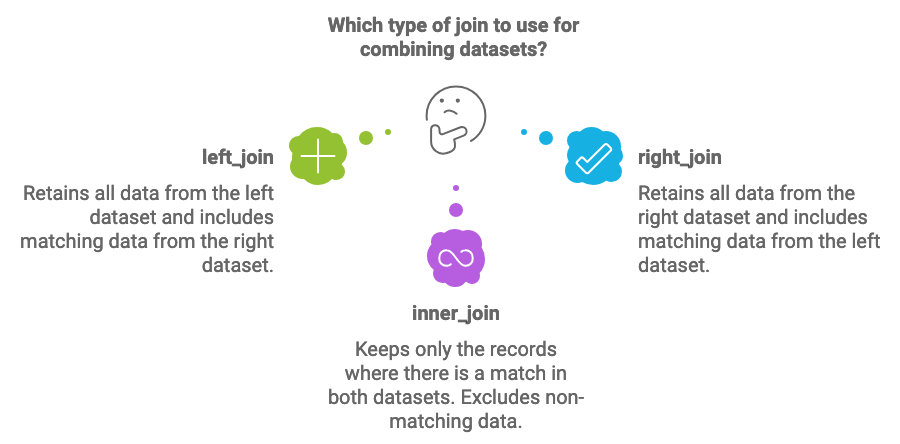 Which type of join to use for
combining datasets?
left_join
Retains all data from the left
dataset and includes
matching data from the right
dataset.
right_join
Retains all data from the
right dataset and includes
matching data from the left
dataset.
inner_join
Keeps only the records
where there is a match in
both datasets. Excludes non-
matching data.